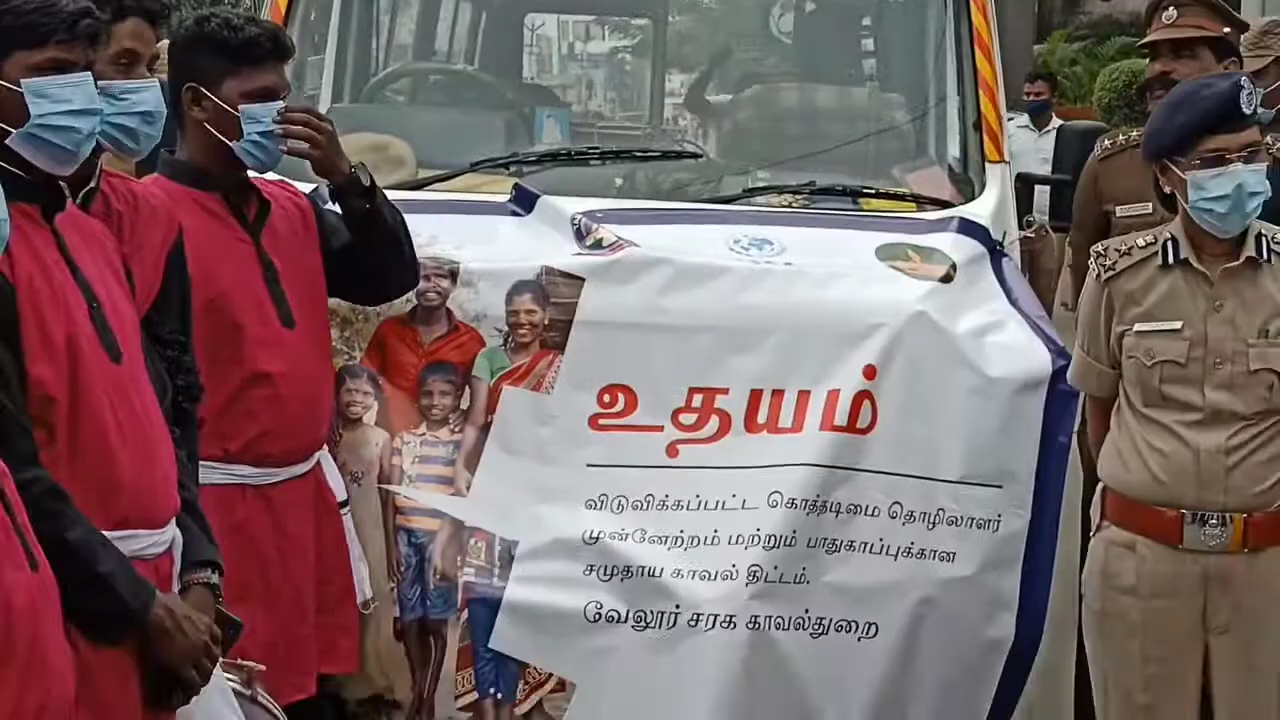 உதயம்
விடுவிக்கப்பட்ட கொத்தடிமை தொழிலாளர்
முன்னேற்றம் மற்றும் பாதுகாப்புக்கான
சமுதாய காவல் திட்டம்.
வேலூர் சரக காவல்துறை